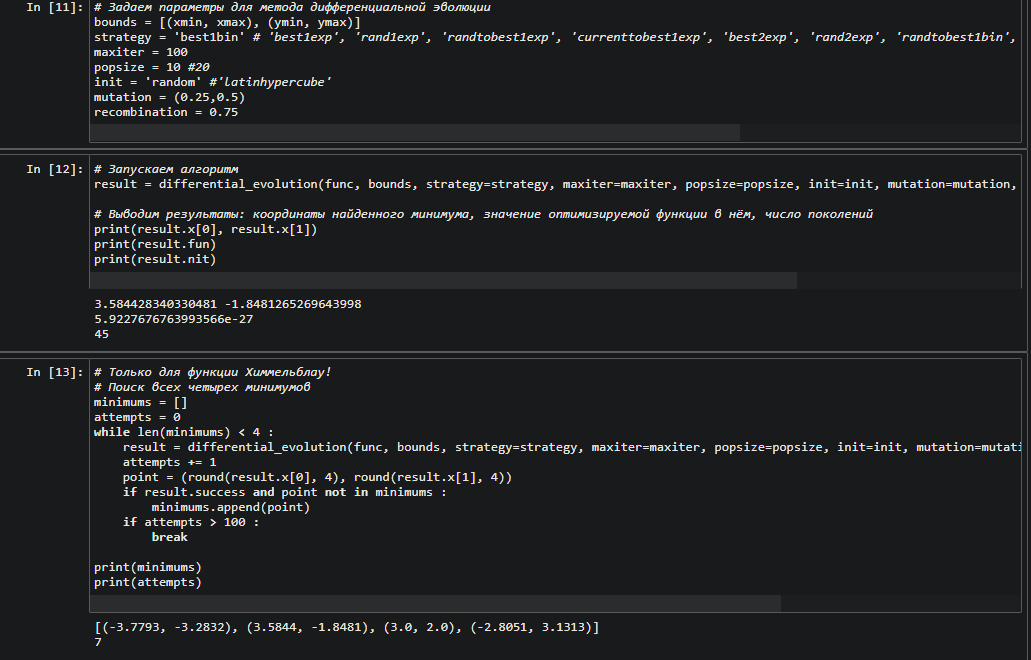 In [11]: # Задаем параметры для метода дифференциальной эволюции
bounds = [(xmin, xmax), (ymin, ymax)]
strategy = 'best1bin' # 'best1exp', 'rand1exp', 'randtobest1exp', 'currenttobest1exp', 'best2exp', 'rand2exp', 'randtobest1bin',
maxiter = 100
popsize = 10 #20
init = 'random' #'latinhypercube'
mutation = (0.25,0.5)
recombination = 0.75
In [12]: # Запускаем алгоритм
result = differential_evolution(func, bounds, strategy=strategy, maxiter=maxiter, popsize=popsize, init=init, mutation=mutation,
# Выводим результаты: координаты найденного минимума, значение оптимизируемой функции в нём, число поколений
print(result.x[0], result.x[1])
print(result.fun)
print(result.nit)
3.584428340330481 -1.8481265269643998
5.9227676763993566e-27
45
In [13]: # Только для функции Химмельблау!
# Поиск всех четырех минимумов
minimums = []
attempts = 0
while len(minimums) < 4 :
result = differential_evolution(func, bounds, strategy=strategy, maxiter=maxiter, popsize=popsize, init=init, mutation=mutati
attempts += 1
point = (round(result.x[0], 4), round(result.x[1], 4))
if result.success and point not in minimums :
minimums.append(point)
if attempts > 100 :
break
print(minimums)
print(attempts)
[(-3.7793, -3.2832), (3.5844, -1.8481), (3.0, 2.0), (-2.8051, 3.1313)]
7